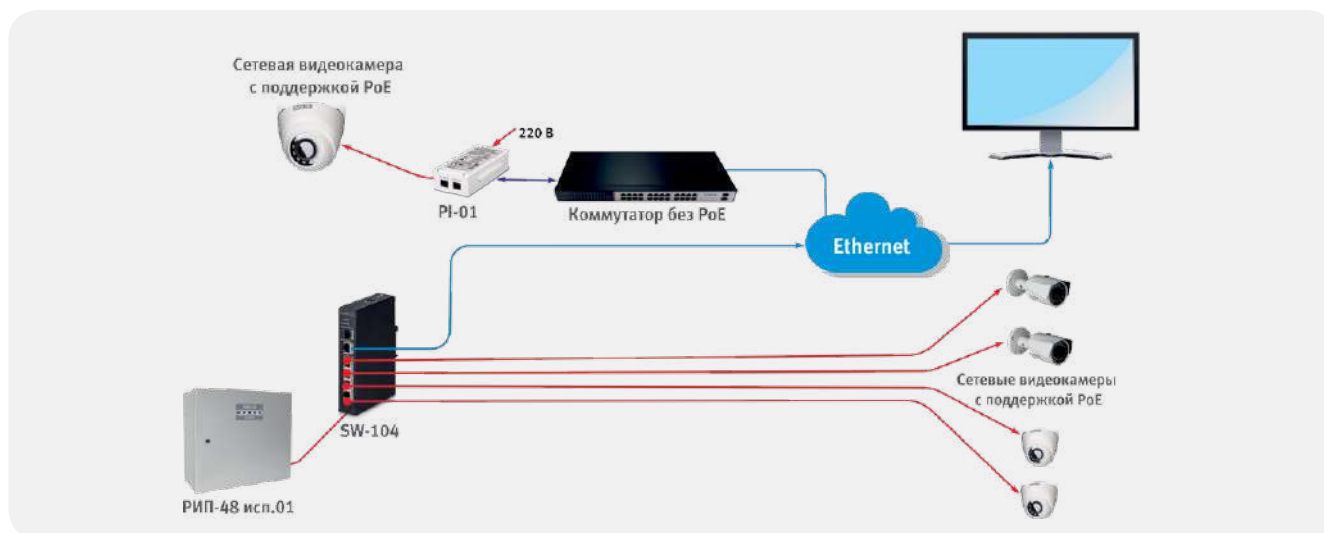 Сетевая видеокамера
с поддержкой PoE
220 В
PI-01
Коммутатор без PoE
Ethernet
SW-104
Сетевые видеокамеры
с поддержкой PoE
РИП-48 исп.01